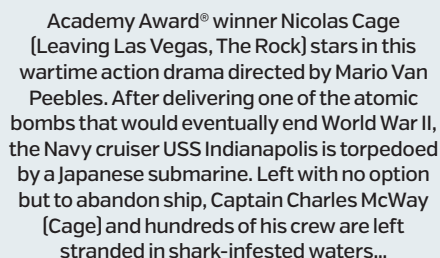 Academy Award® winner Nicolas Cage
(Leaving Las Vegas, The Rock) stars in this
wartime action drama directed by Mario Van
Peebles. After delivering one of the atomic
bombs that would eventually end World War II,
the Navy cruiser USS Indianapolis is torpedoed
by a Japanese submarine. Left with no option
but to abandon ship, Captain Charles McWay
(Cage) and hundreds of his crew are left
stranded in shark-infested waters...